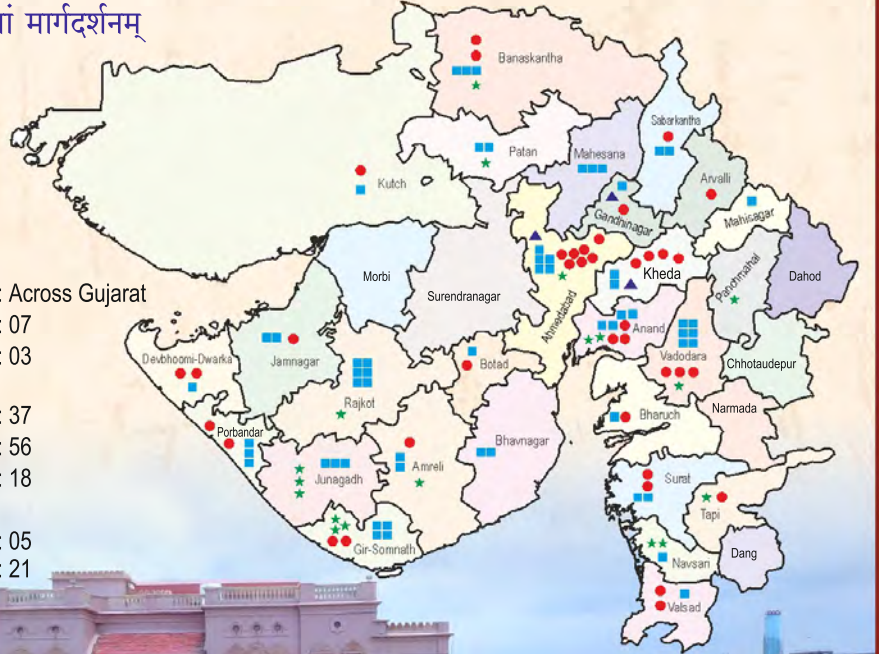 मार्गदर्शनम्
: Across Gujarat
: 07
: 03
: 37
: 56
: 18
: 05
: 21
Banaskantha
Patan
Mahesana
Sabarkantha
Arvalli
Kutch
Gandhinagar
Mahisagar
Morbi
Surendranagar
Ahmedabad
Kheda
Panchmahal
Dahod
Devbhoomi-Dwarka
Jamnagar
Rajkot
Botad
Anand
Vadodara
Chhotaudepur
Porbandar
Junagadh
Amreli
Bhavnagar
Bharuch
Narmada
Gir-Somnath
Surat
Tapi
Navsari
Dang
Valsad